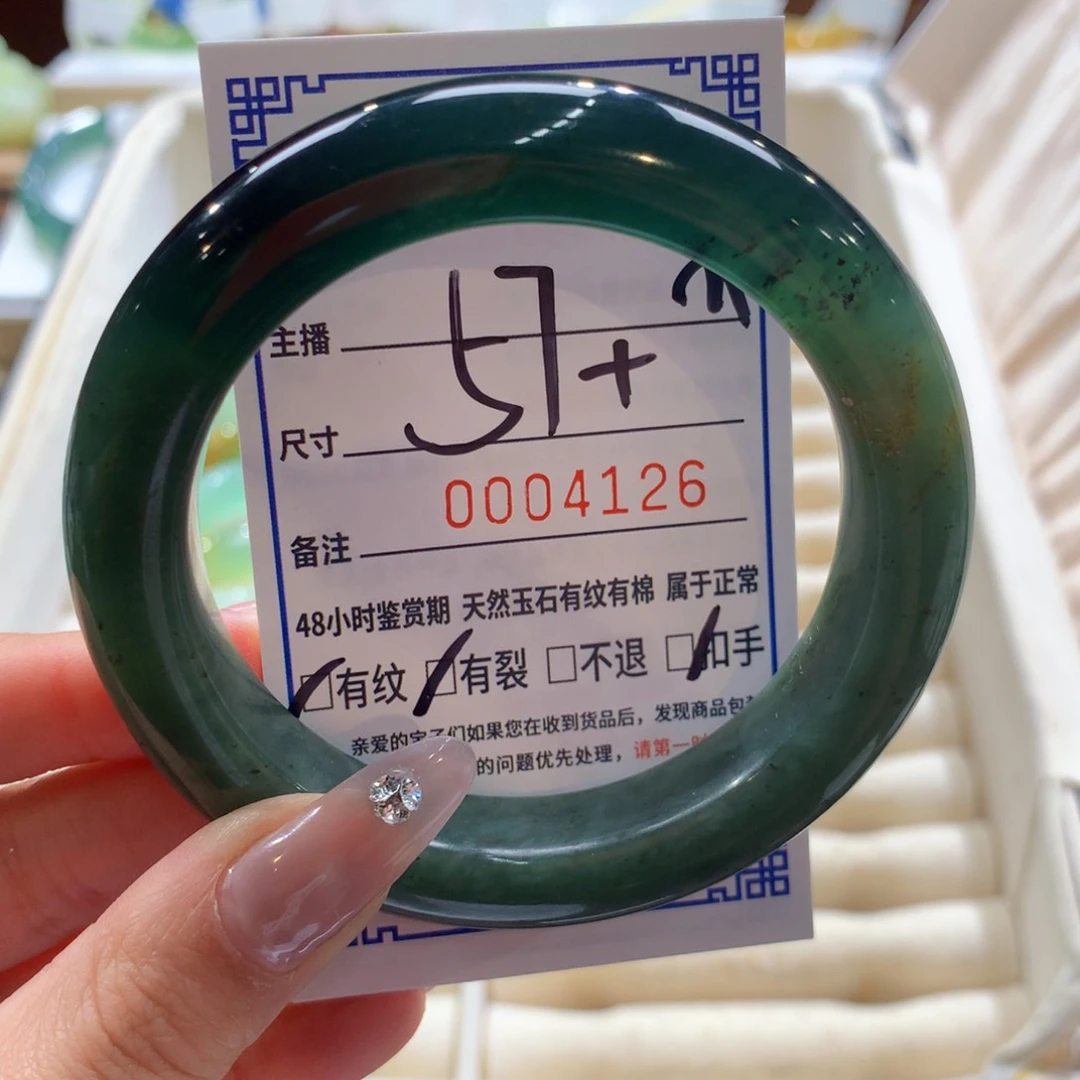 主播
57+
尺寸
0004126
备注
48小时鉴赏期 天然玉石有纹有棉 属于正常
□有纹 □有裂 □不退 □扣手
亲爱的宝子们如果您在收到货品后，发现商品包
的问题优先处理，请第一时